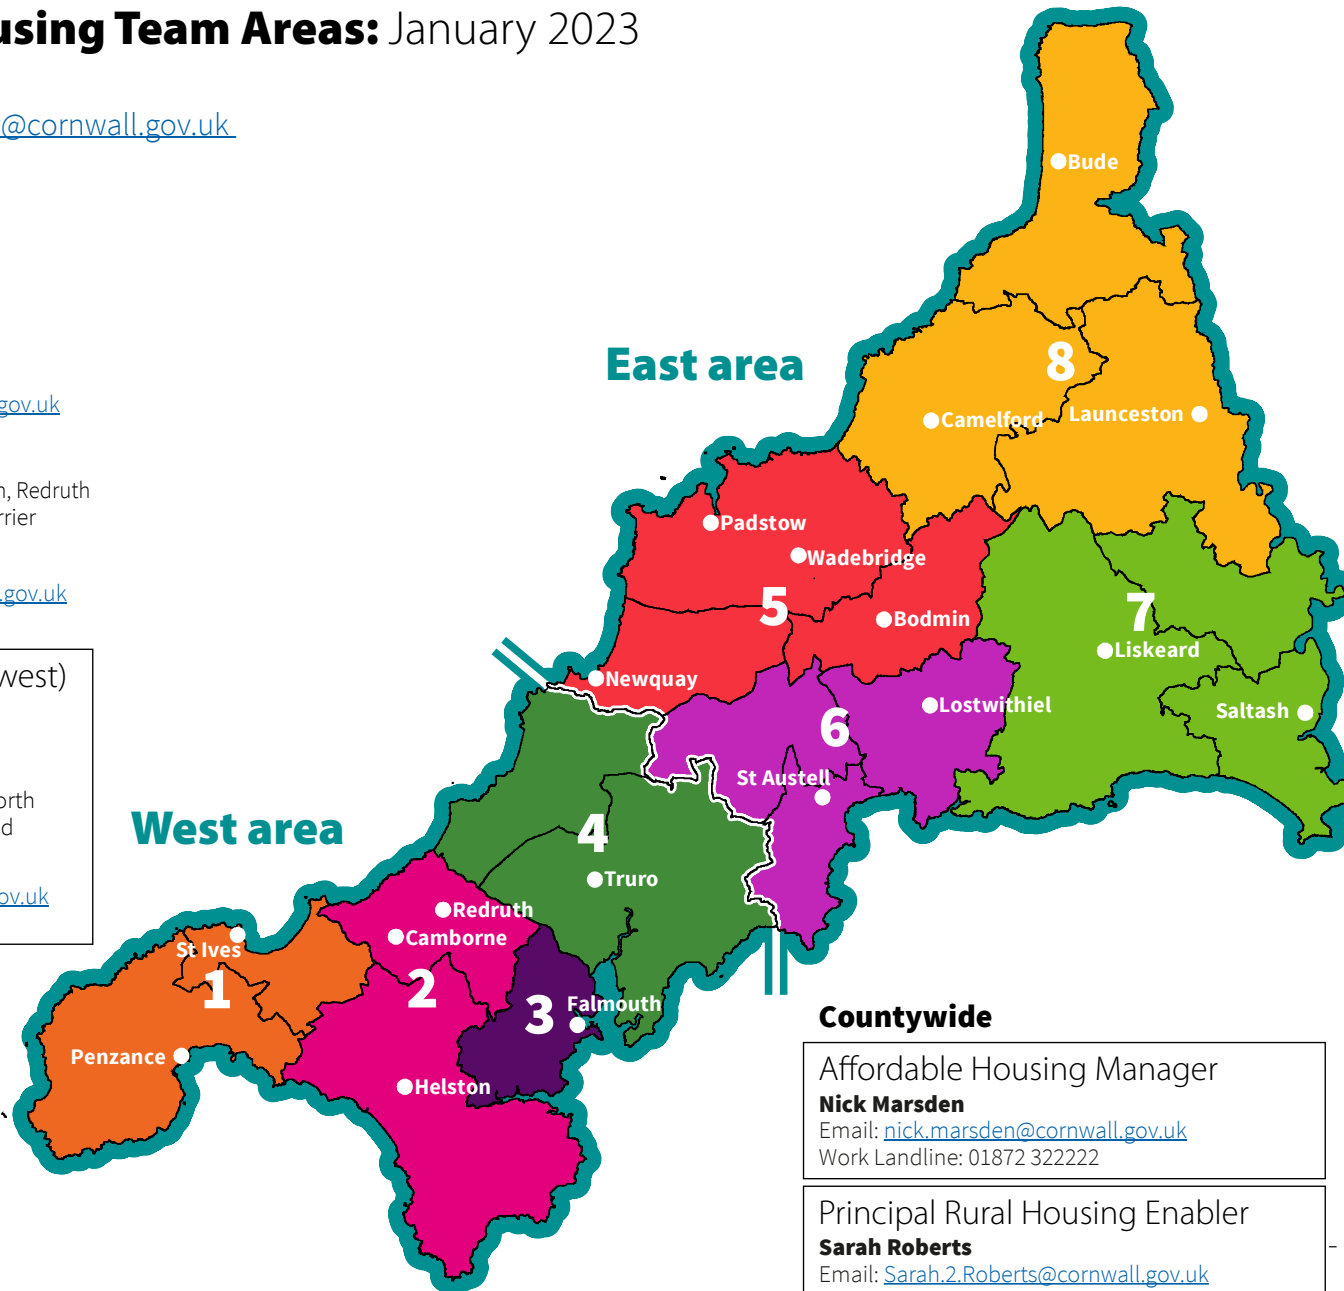 using Team Areas: January 2023
@cornwall.gov.uk
gov.uk
n, Redruth
rrier
.gov.uk
west)
orth
d
ov.uk
East area
West area
Bude
8
Camelford
Launceston
Padstow
Wadebridge
5
Bodmin
Newquay
7
Liskeard
Saltash
6
Lostwithiel
St Austell
4
Truro
Redruth
Camborne
2
Helston
3
Falmouth
St Ives
1
Penzance
Countywide
Affordable Housing Manager
Nick Marsden
Email: nick.marsden@cornwall.gov.uk
Work Landline: 01872 322222
Principal Rural Housing Enabler
Sarah Roberts
Email: Sarah.2.Roberts@cornwall.gov.uk